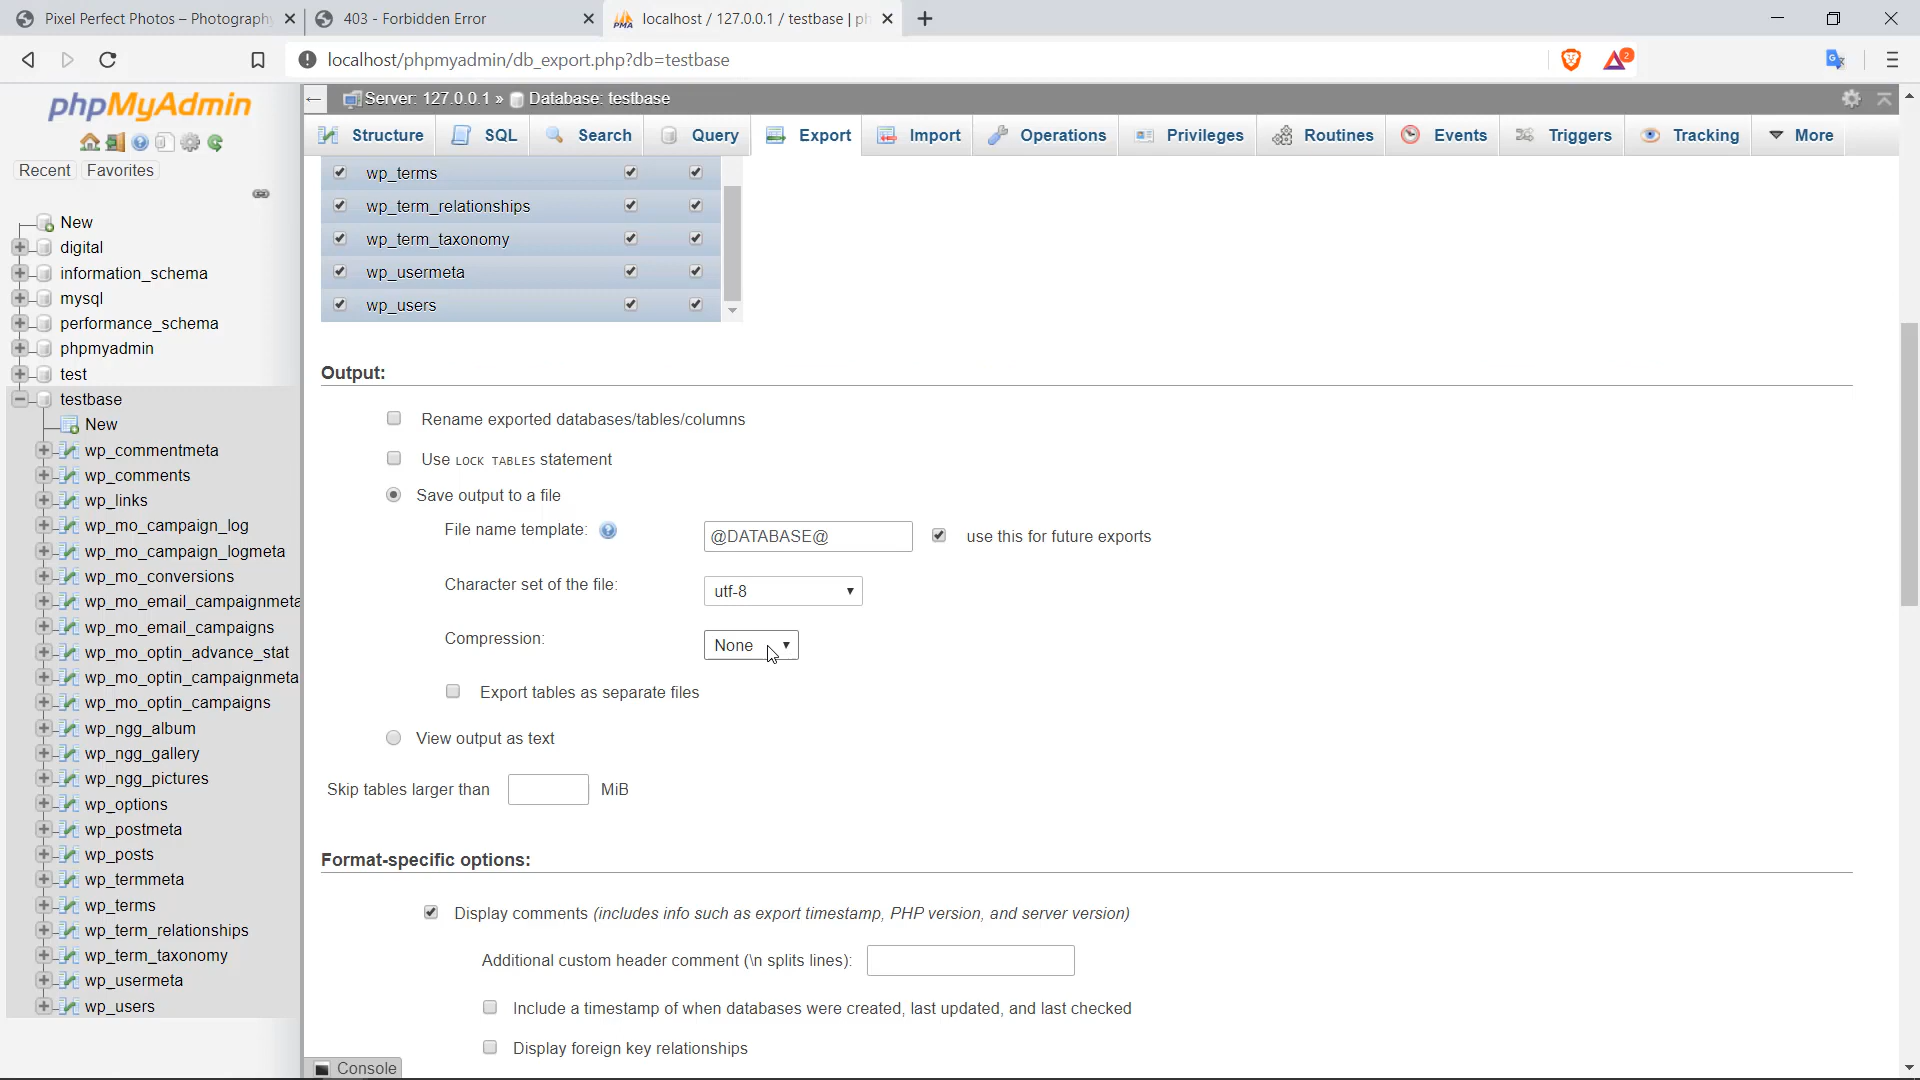 Pixel Perfect Photos – Photography
403 - Forbidden Error
localhost / 127.0.0.1 / testbase | ph
localhost/phpmyadmin/db_export.php?db=testbase
2
phpMyAdmin
Recent Favorites
New
digital
information_schema
mysql
performance_schema
phpmyadmin
test
testbase
New
wp_commentmeta
wp_comments
wp_links
wp_mo_campaign_log
wp_mo_campaign_logmeta
wp_mo_conversions
wp_mo_email_campaignmeta
wp_mo_email_campaigns
wp_mo_optin_advance_stat
wp_mo_optin_campaignmeta
wp_mo_optin_campaigns
wp_ngg_album
wp_ngg_gallery
wp_ngg_pictures
wp_options
wp_postmeta
wp_posts
wp_termmeta
wp_terms
wp_term_relationships
wp_term_taxonomy
wp_usermeta
wp_users
Server: 127.0.0.1 » Database: testbase
Structure SQL Search Query Export Import Operations Privileges Routines Events Triggers Tracking More
wp_terms
wp_term_relationships
wp_term_taxonomy
wp_usermeta
wp_users
Output:
Rename exported databases/tables/columns
Use LOCK TABLES statement
Save output to a file
File name template: @DATABASE@ use this for future exports
Character set of the file: utf-8
Compression: None
Export tables as separate files
View output as text
Skip tables larger than MiB
Format-specific options:
Display comments (includes info such as export timestamp, PHP version, and server version)
Additional custom header comment (\n splits lines):
Include a timestamp of when databases were created, last updated, and last checked
Display foreign key relationships
Console